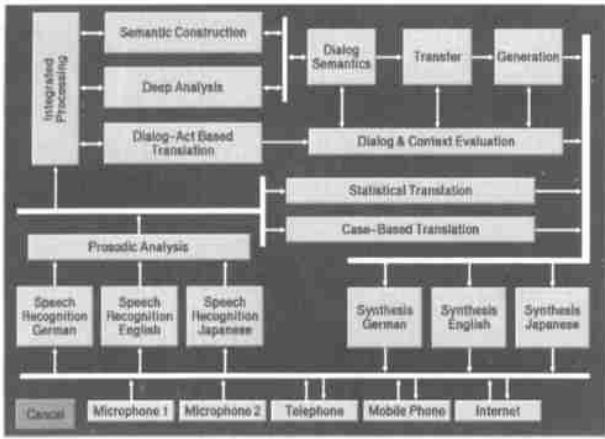 Integrated
Processing
Semantic Construction
Deep Analysis
Dialog-Act Based
Translation
Dialog
Semantics
Transfer
Generation
Dialog & Context Evaluation
Statistical Translation
Case-Based Translation
Prosodic Analysis
Speech
Recognition
German
Speech
Recognition
English
Speech
Recognition
Japanese
Synthesis
German
Synthesis
English
Synthesis
Japanese
Cancel
Microphone 1
Microphone 2
Telephone
Mobile Phone
Internet